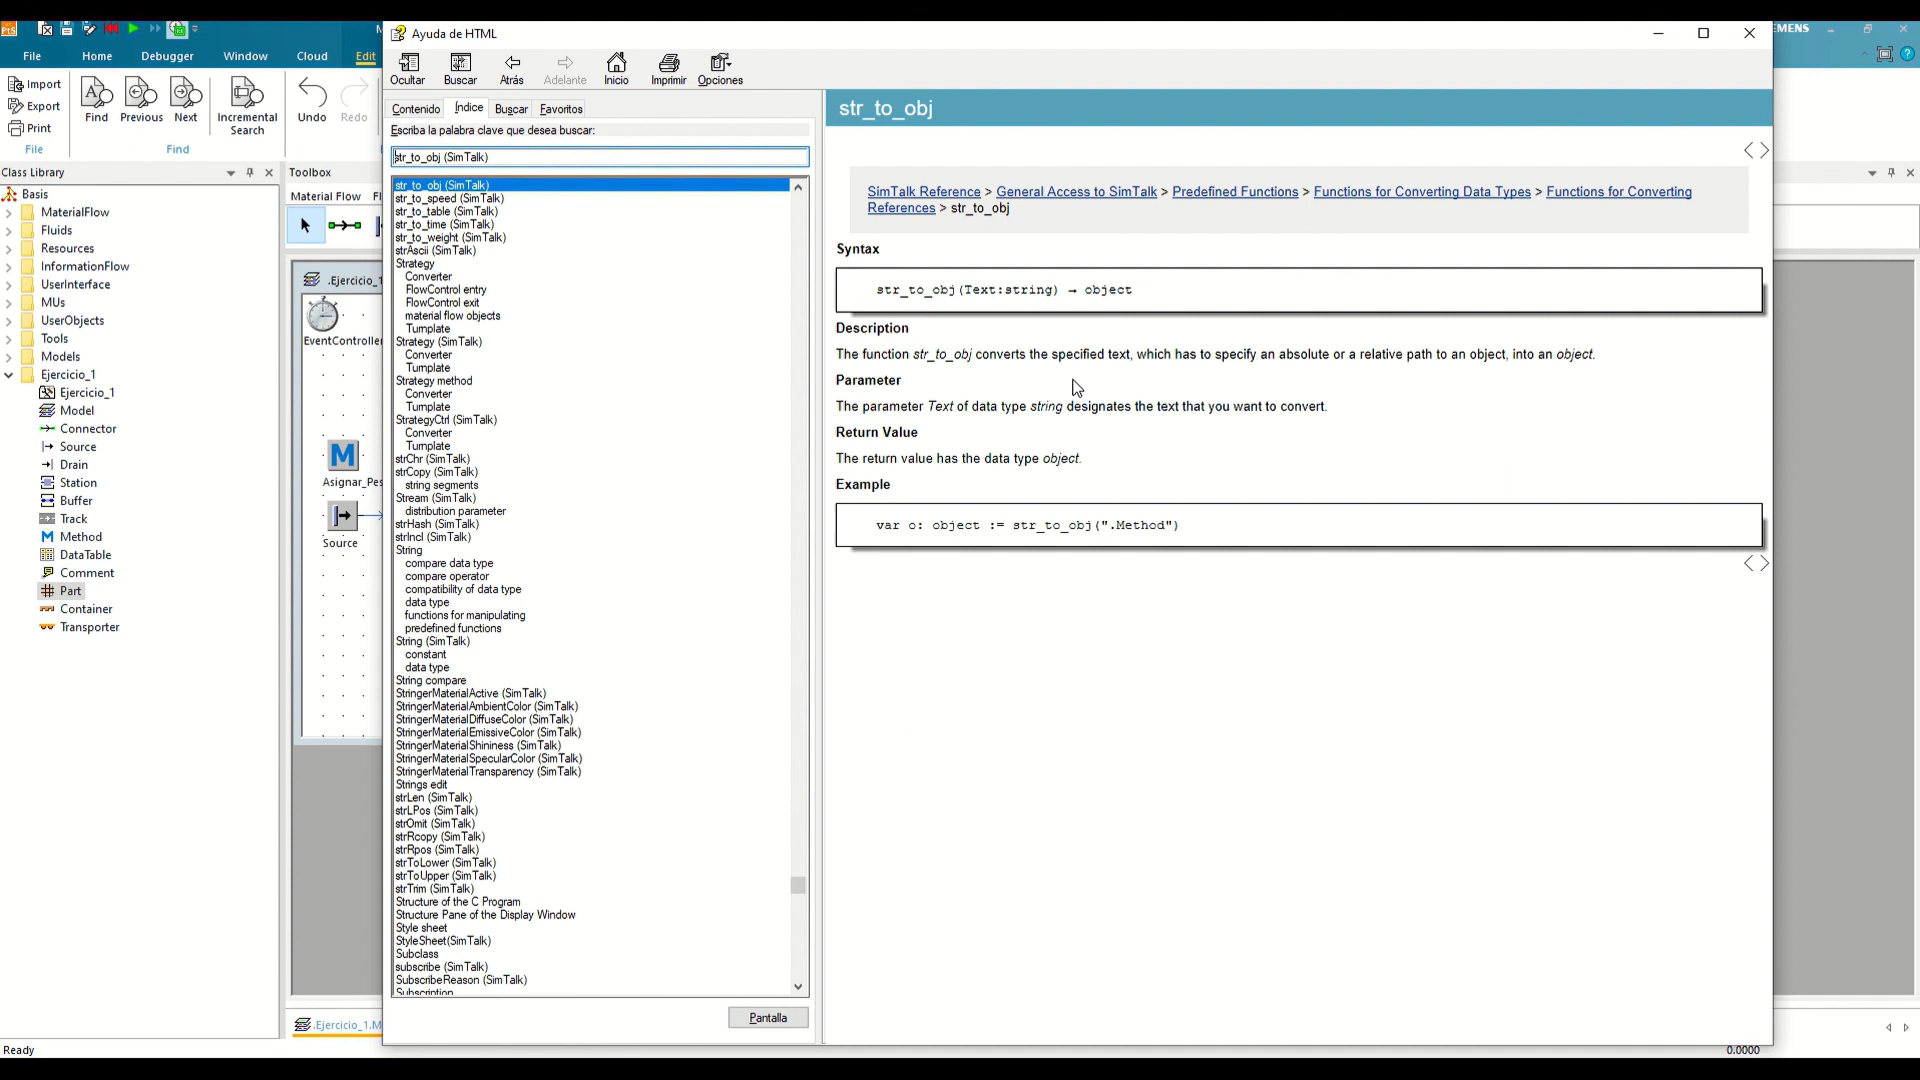 PtS
M
EMENS
File
Home
Debugger
Window
Cloud
Edit
Import
Export
Print
File
Find
Previous
Next
Find
Incremental
Search
Undo
Redo
Class Library
Basis
MaterialFlow
Fluids
Resources
InformationFlow
UserInterface
MUs
UserObjects
Tools
Models
Ejercicio_1
Ejercicio_1
Model
Connector
Source
Drain
Station
Buffer
Track
Method
DataTable
Comment
Part
Container
Transporter
Toolbox
Material Flow
Fl
.Ejercicio_1
EventController
M
Asignar_Pes
Source
.Ejercicio_1.M
Ready
0.0000
Ayuda de HTML
Ocultar
Buscar
Atrás
Adelante
Inicio
Imprimir
Opciones
Contenido
Índice
Buscar
Favoritos
Escriba la palabra clave que desea buscar:
str_to_obj (SimTalk)
str_to_obj (SimTalk)
str_to_speed (SimTalk)
str_to_table (SimTalk)
str_to_time (SimTalk)
str_to_weight (SimTalk)
strAscii (SimTalk)
Strategy
Converter
FlowControl entry
FlowControl exit
material flow objects
Turnplate
Strategy (SimTalk)
Converter
Turnplate
Strategy method
Converter
Turnplate
StrategyCtrl (SimTalk)
Converter
Turnplate
strChr (SimTalk)
strCopy (SimTalk)
string segments
Stream (SimTalk)
distribution parameter
strHash (SimTalk)
strIncl (SimTalk)
String
compare data type
compare operator
compatibility of data type
data type
functions for manipulating
predefined functions
String (SimTalk)
constant
data type
String compare
StringerMaterialActive (SimTalk)
StringerMaterialAmbientColor (SimTalk)
StringerMaterialDiffuseColor (SimTalk)
StringerMaterialEmissiveColor (SimTalk)
StringerMaterialShininess (SimTalk)
StringerMaterialSpecularColor (SimTalk)
StringerMaterialTransparency (SimTalk)
Strings edit
strLen (SimTalk)
strLPos (SimTalk)
strOmit (SimTalk)
strRcopy (SimTalk)
strRpos (SimTalk)
strToLower (SimTalk)
strToUpper (SimTalk)
strTrim (SimTalk)
Structure of the C Program
Structure Pane of the Display Window
Style sheet
StyleSheet(SimTalk)
Subclass
subscribe (SimTalk)
SubscribeReason (SimTalk)
Subscription
Pantalla
str_to_obj
SimTalk Reference > General Access to SimTalk > Predefined Functions > Functions for Converting Data Types > Functions for Converting
References > str_to_obj
Syntax
str_to_obj(Text:string) → object
Description
The function str_to_obj converts the specified text, which has to specify an absolute or a relative path to an object, into an object.
Parameter
The parameter Text of data type string designates the text that you want to convert.
Return Value
The return value has the data type object.
Example
var o: object := str_to_obj(".Method")